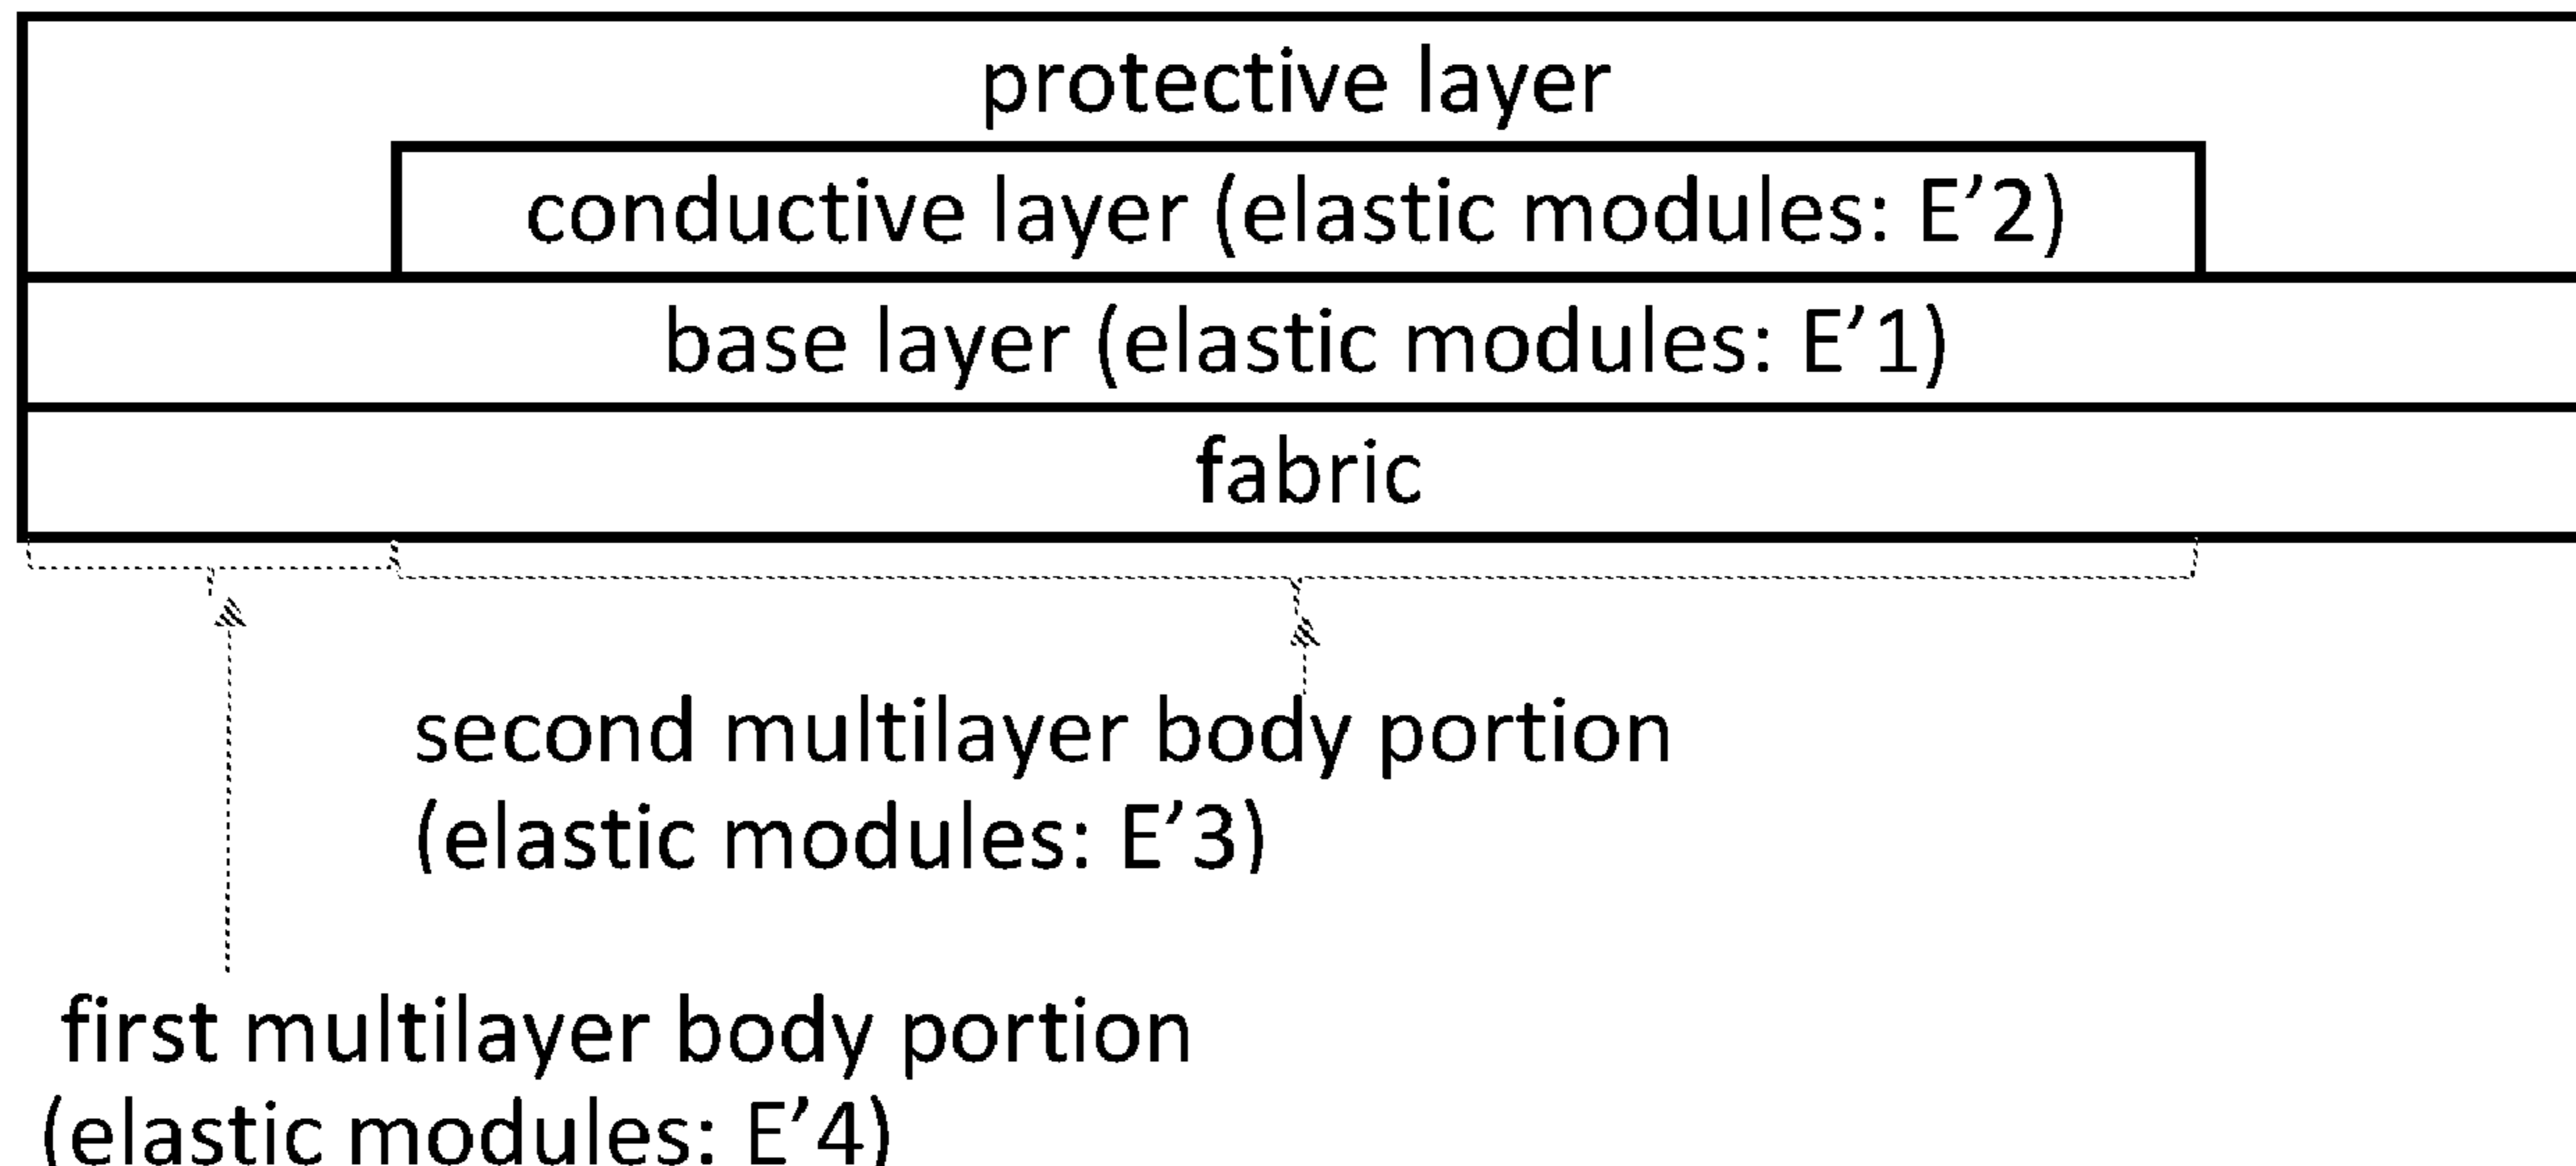 protective layer
conductive layer (elastic modules: E’2)
base layer (elastic modules: E’1)
fabric
second multilayer body portion
(elastic modules: E’3)
first multilayer body portion
(elastic modules: E’4)